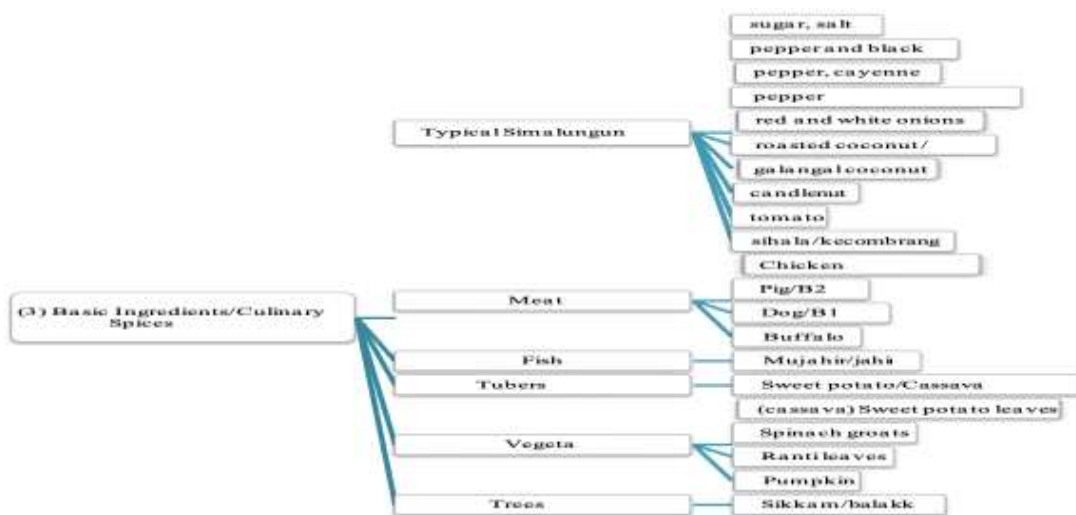 (3) Basic Ingredients/Culinary
Spices
Typical Simalungun
sugar, salt
pepper and black
pepper, cayenne
pepper
red and white onions
roasted coconut/
galangal coconut
candlenut
tomato
sihala/kecombrang
Meat
Chicken
Pig/B2
Dog/B1
Buffalo
Fish
Mujahir/jahir
Tubers
Sweet potato/Cassava
Vegeta
(cassava) Sweet potato leaves
Spinach groats
Ranti leaves
Pumpkin
Trees
Sikkam/balakk